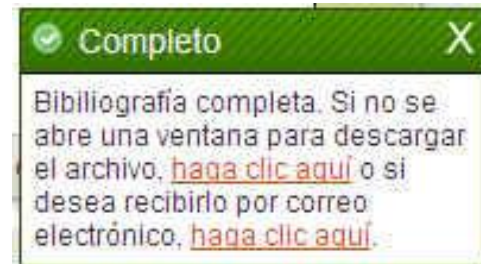 Completo X
Bibiliografía completa. Si no se
abre una ventana para descargar
el archivo, haga clic aquí o si
desea recibirlo por correo
electrónico, haga clic aquí.